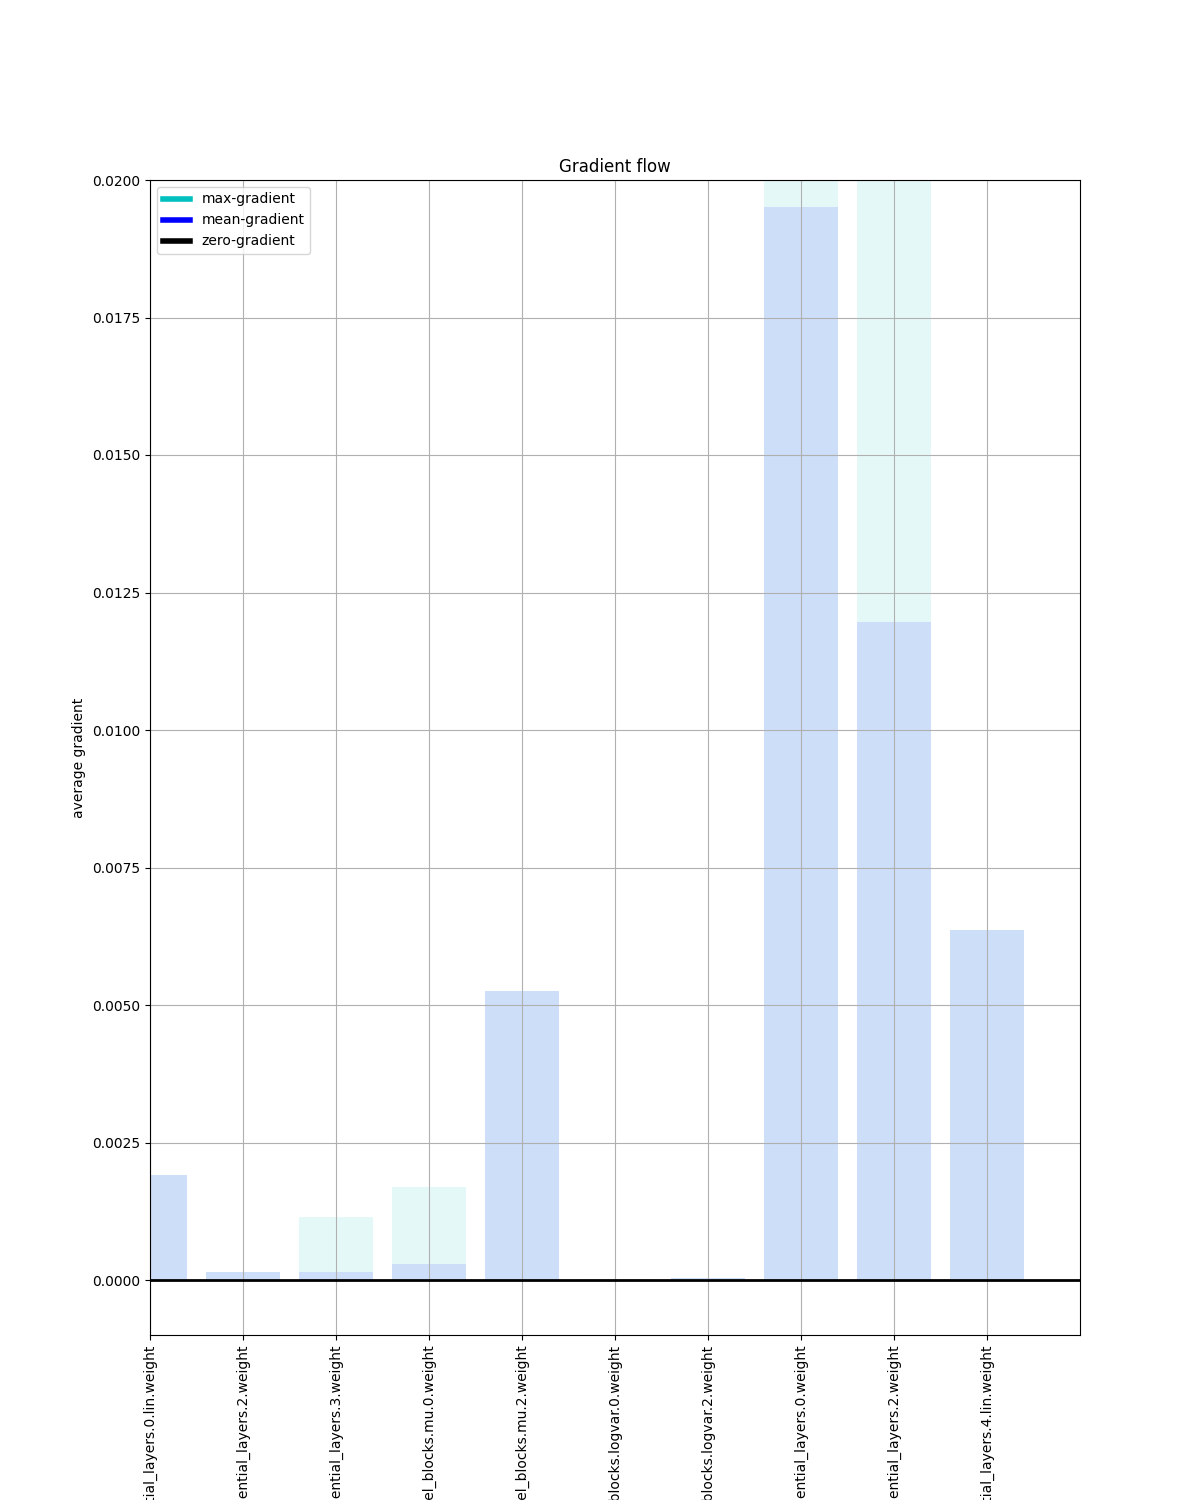 Gradient flow
max-gradient
mean-gradient
zero-gradient
0.0200
0.0175
0.0150
0.0125
0.0100
0.0075
0.0050
0.0025
0.0000
average gradient
tial_layers.0.lin.weight
ential_layers.2.weight
ential_layers.3.weight
el_blocks.mu.0.weight
el_blocks.mu.2.weight
blocks.logvar.0.weight
blocks.logvar.2.weight
ential_layers.0.weight
ential_layers.2.weight
tial_layers.4.lin.weight